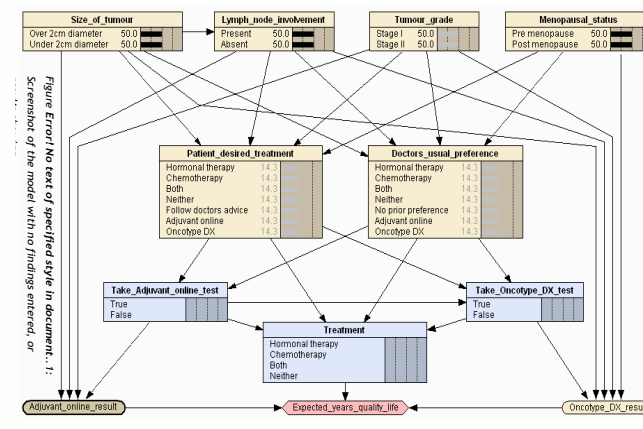 Size_of_tumour
Over 2cm diameter 50.0
Under 2cm diameter 50.0
Lymph_node_involvement
Present 50.0
Absent 50.0
Tumour_grade
Stage I 50.0
Stage II 50.0
Menopausal_status
Pre menopause 50.0
Post menopause 50.0
Figure Error! No text of specified style in document..1:
Screenshot of the model with no findings entered, or
Patient_desired_treatment
Hormonal therapy 14.3
Chemotherapy 14.3
Both 14.3
Neither 14.3
Follow doctors advice 14.3
Adjuvant online 14.3
Oncotype DX 14.3
Doctors_usual_preference
Hormonal therapy 14.3
Chemotherapy 14.3
Both 14.3
Neither 14.3
No prior preference 14.3
Adjuvant online 14.3
Oncotype DX 14.3
Take_Adjuvant_online_test
True
False
Take_Oncotype_DX_test
True
False
Treatment
Hormonal therapy
Chemotherapy
Both
Neither
Adjuvant_online_result
Expected_years_quality_life
Oncotype_DX_resu